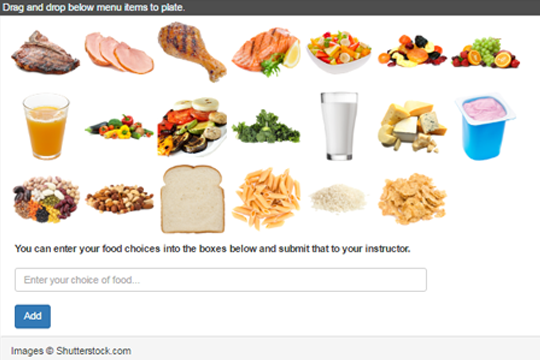 Drag and drop below menu items to plate.
You can enter your food choices into the boxes below and submit that to your instructor.
Enter your choice of food...
Add
Images © Shutterstock.com